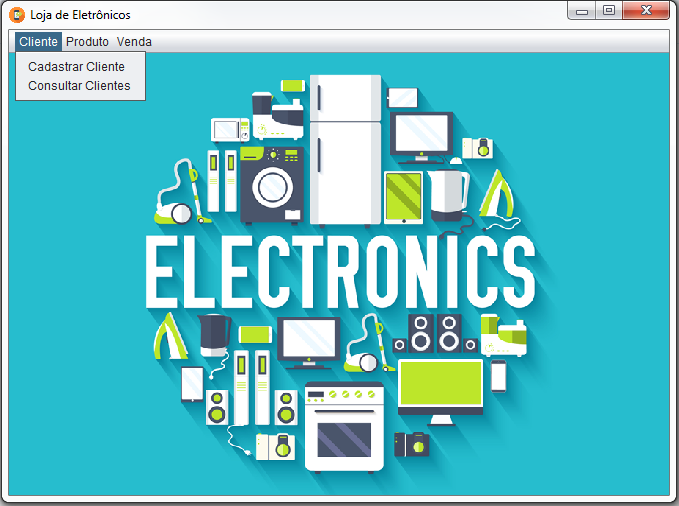 Loja de Eletrônicos
Cliente Produto Venda
Cadastrar Cliente
Consultar Clientes
ELECTRONICS